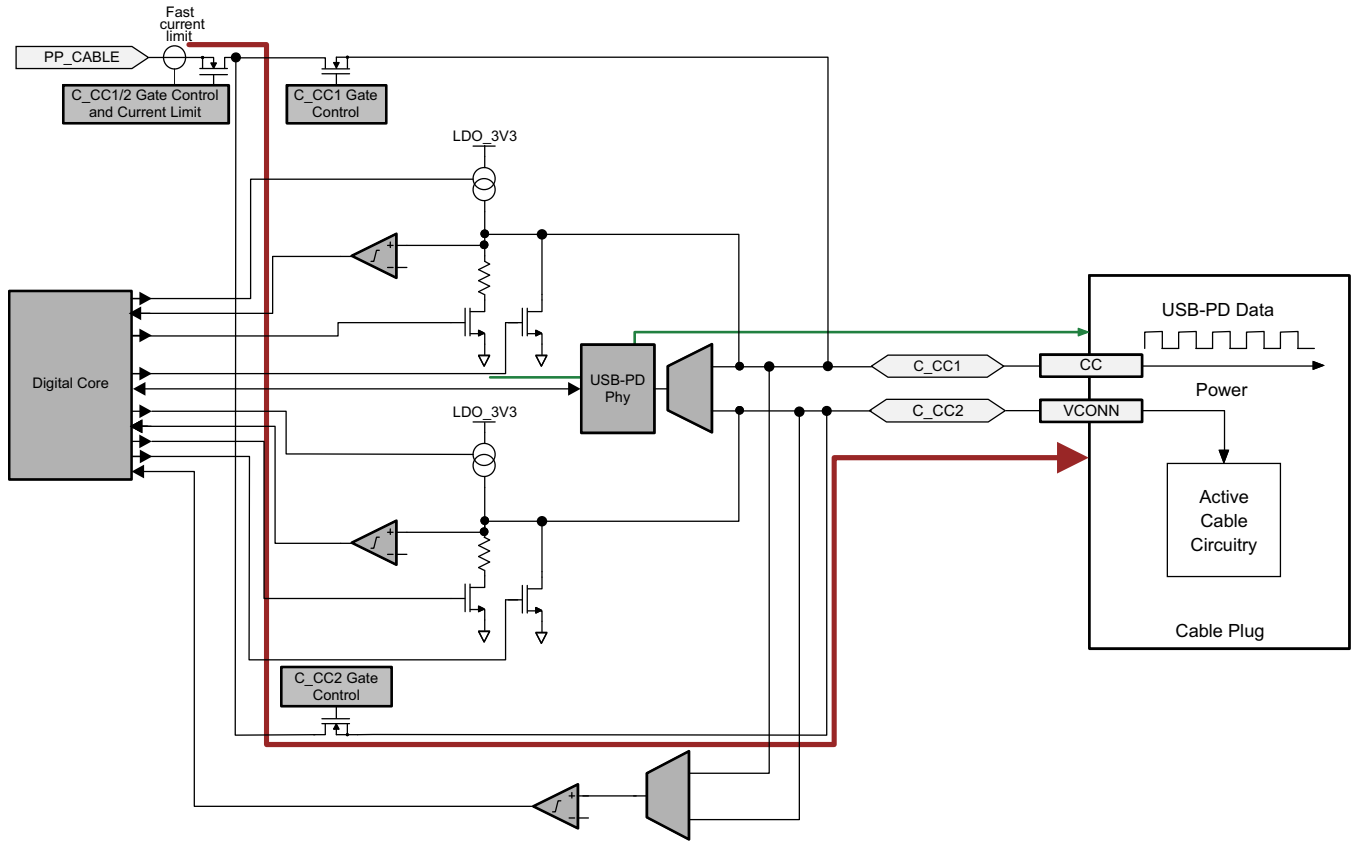 Fast
current
limit
PP_CABLE
C_CC1/2 Gate Control
and Current Limit
C_CC1 Gate
Control
LDO_3V3
+
−
Digital Core
USB-PD
Phy
LDO_3V3
+
−
C_CC2 Gate
Control
+
−
C_CC1
C_CC2
CC
VCONN
USB-PD Data
Power
Active
Cable
Circuitry
Cable Plug